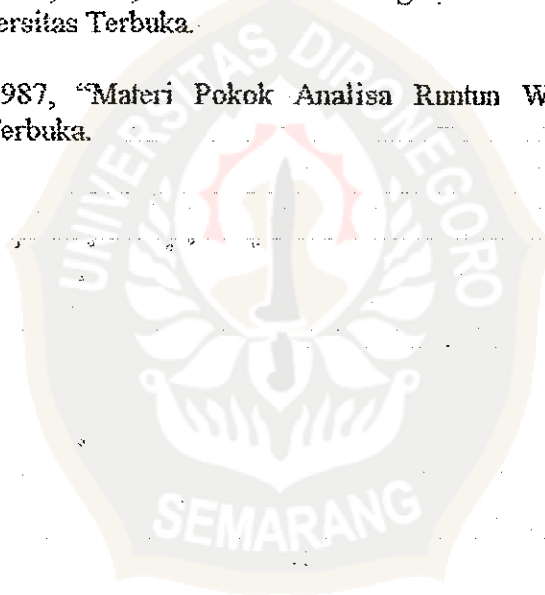 ersitas Terbuka.
987, “Materi Pokok Analisa Runtun W
erbuka.
UNIVERSITAS DIPONEGORO
SEMARANG